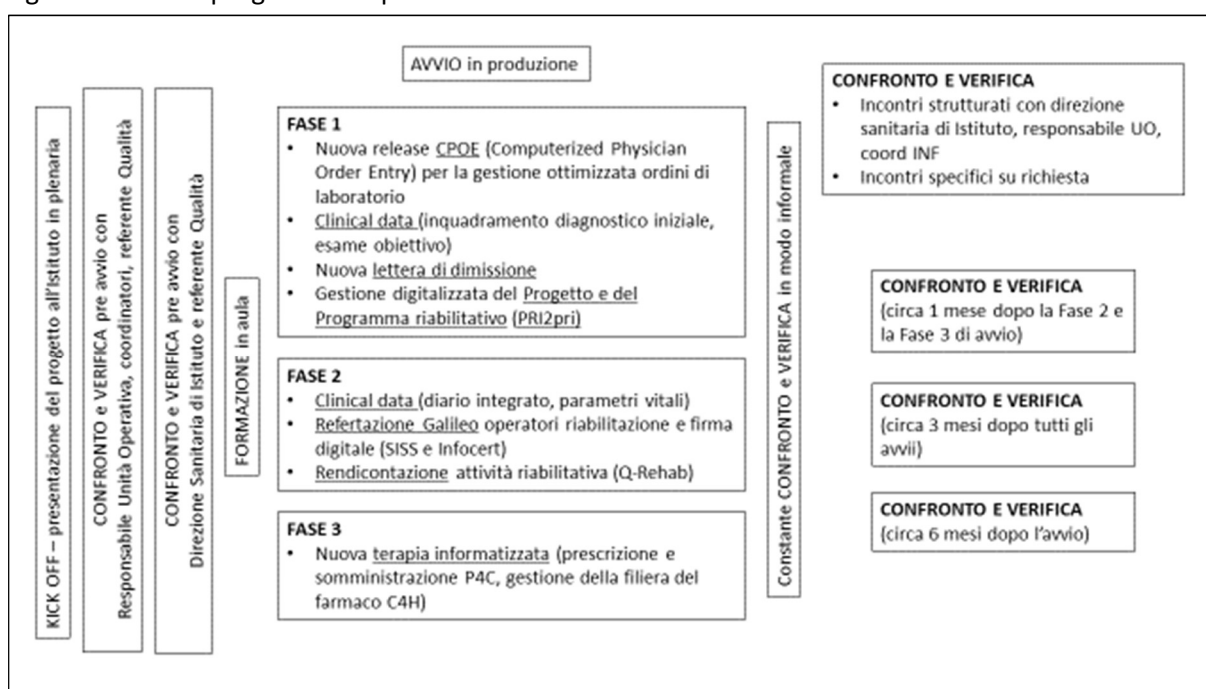 KICK OFF – presentazione del progetto all'Istituto in plenaria
CONFRONTO e VERIFICA pre avvio con
Responsabile Unità Operativa, coordinatori, referente Qualità
CONFRONTO e VERIFICA pre avvio con
Direzione Sanitaria di Istituto e referente Qualità
FORMAZIONE in aula
AVVIO in produzione
FASE 1
• Nuova release CPOE (Computerized Physician
Order Entry) per la gestione ottimizzata ordini di
laboratorio
• Clinical data (inquadramento diagnostico iniziale,
esame obiettivo)
• Nuova lettera di dimissione
• Gestione digitalizzata del Progetto e del
Programma riabilitativo (PRI2pri)
FASE 2
• Clinical data (diario integrato, parametri vitali)
• Refertazione Galileo operatori riabilitazione e firma
digitale (SISS e Infocert)
• Rendicontazione attività riabilitativa (Q-Rehab)
FASE 3
• Nuova terapia informatizzata (prescrizione e
somministrazione P4C, gestione della filiera del
farmaco C4H)
Constante CONFRONTO e VERIFICA in modo informale
CONFRONTO E VERIFICA
• Incontri strutturati con direzione
sanitaria di Istituto, responsabile UO,
coord INF
• Incontri specifici su richiesta
CONFRONTO E VERIFICA
(circa 1 mese dopo la Fase 2 e
la Fase 3 di avvio)
CONFRONTO E VERIFICA
(circa 3 mesi dopo tutti gli
avvii)
CONFRONTO E VERIFICA
(circa 6 mesi dopo l'avvio)